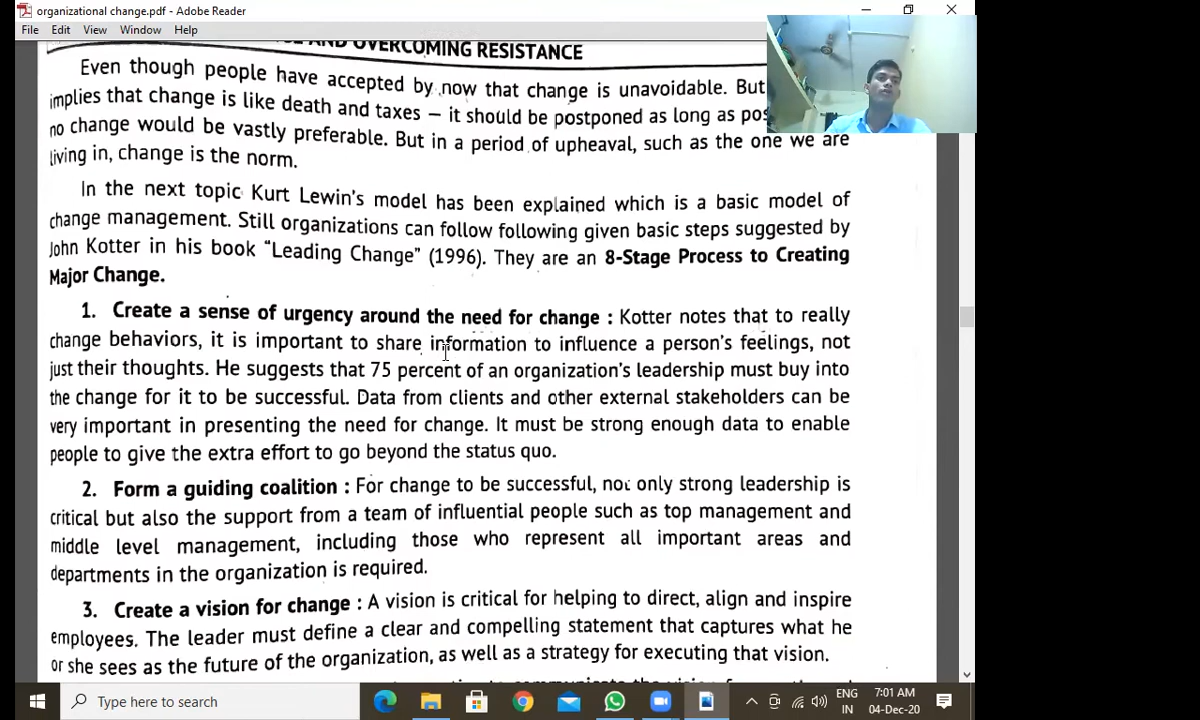 organizational change.pdf - Adobe Reader
File Edit View Window Help
AND OVERCOMING RESISTANCE
Even though people have accepted by now that change is unavoidable. But
implies that change is like death and taxes – it should be postponed as long as
no change would be vastly preferable. But in a period of upheaval, such as the one we are
living in, change is the norm.
In the next topic Kurt Lewin's model has been explained which is a basic model of
change management. Still organizations can follow following given basic steps suggested by
John Kotter in his book "Leading Change" (1996). They are an 8-Stage Process to Creating
Major Change.
1. Create a sense of urgency around the need for change : Kotter notes that to really
change behaviors, it is important to share information to influence a person's feelings, not
just their thoughts. He suggests that 75 percent of an organization's leadership must buy into
the change for it to be successful. Data from clients and other external stakeholders can be
very important in presenting the need for change. It must be strong enough data to enable
people to give the extra effort to go beyond the status quo.
2. Form a guiding coalition : For change to be successful, not only strong leadership is
critical but also the support from a team of influential people such as top management and
middle level management, including those who represent all important areas and
departments in the organization is required.
3. Create a vision for change : A vision is critical for helping to direct, align and inspire
employees. The leader must define a clear and compelling statement that captures what he
or she sees as the future of the organization, as well as a strategy for executing that vision.
Type here to search
ENG 7:01 AM
IN 04-Dec-20